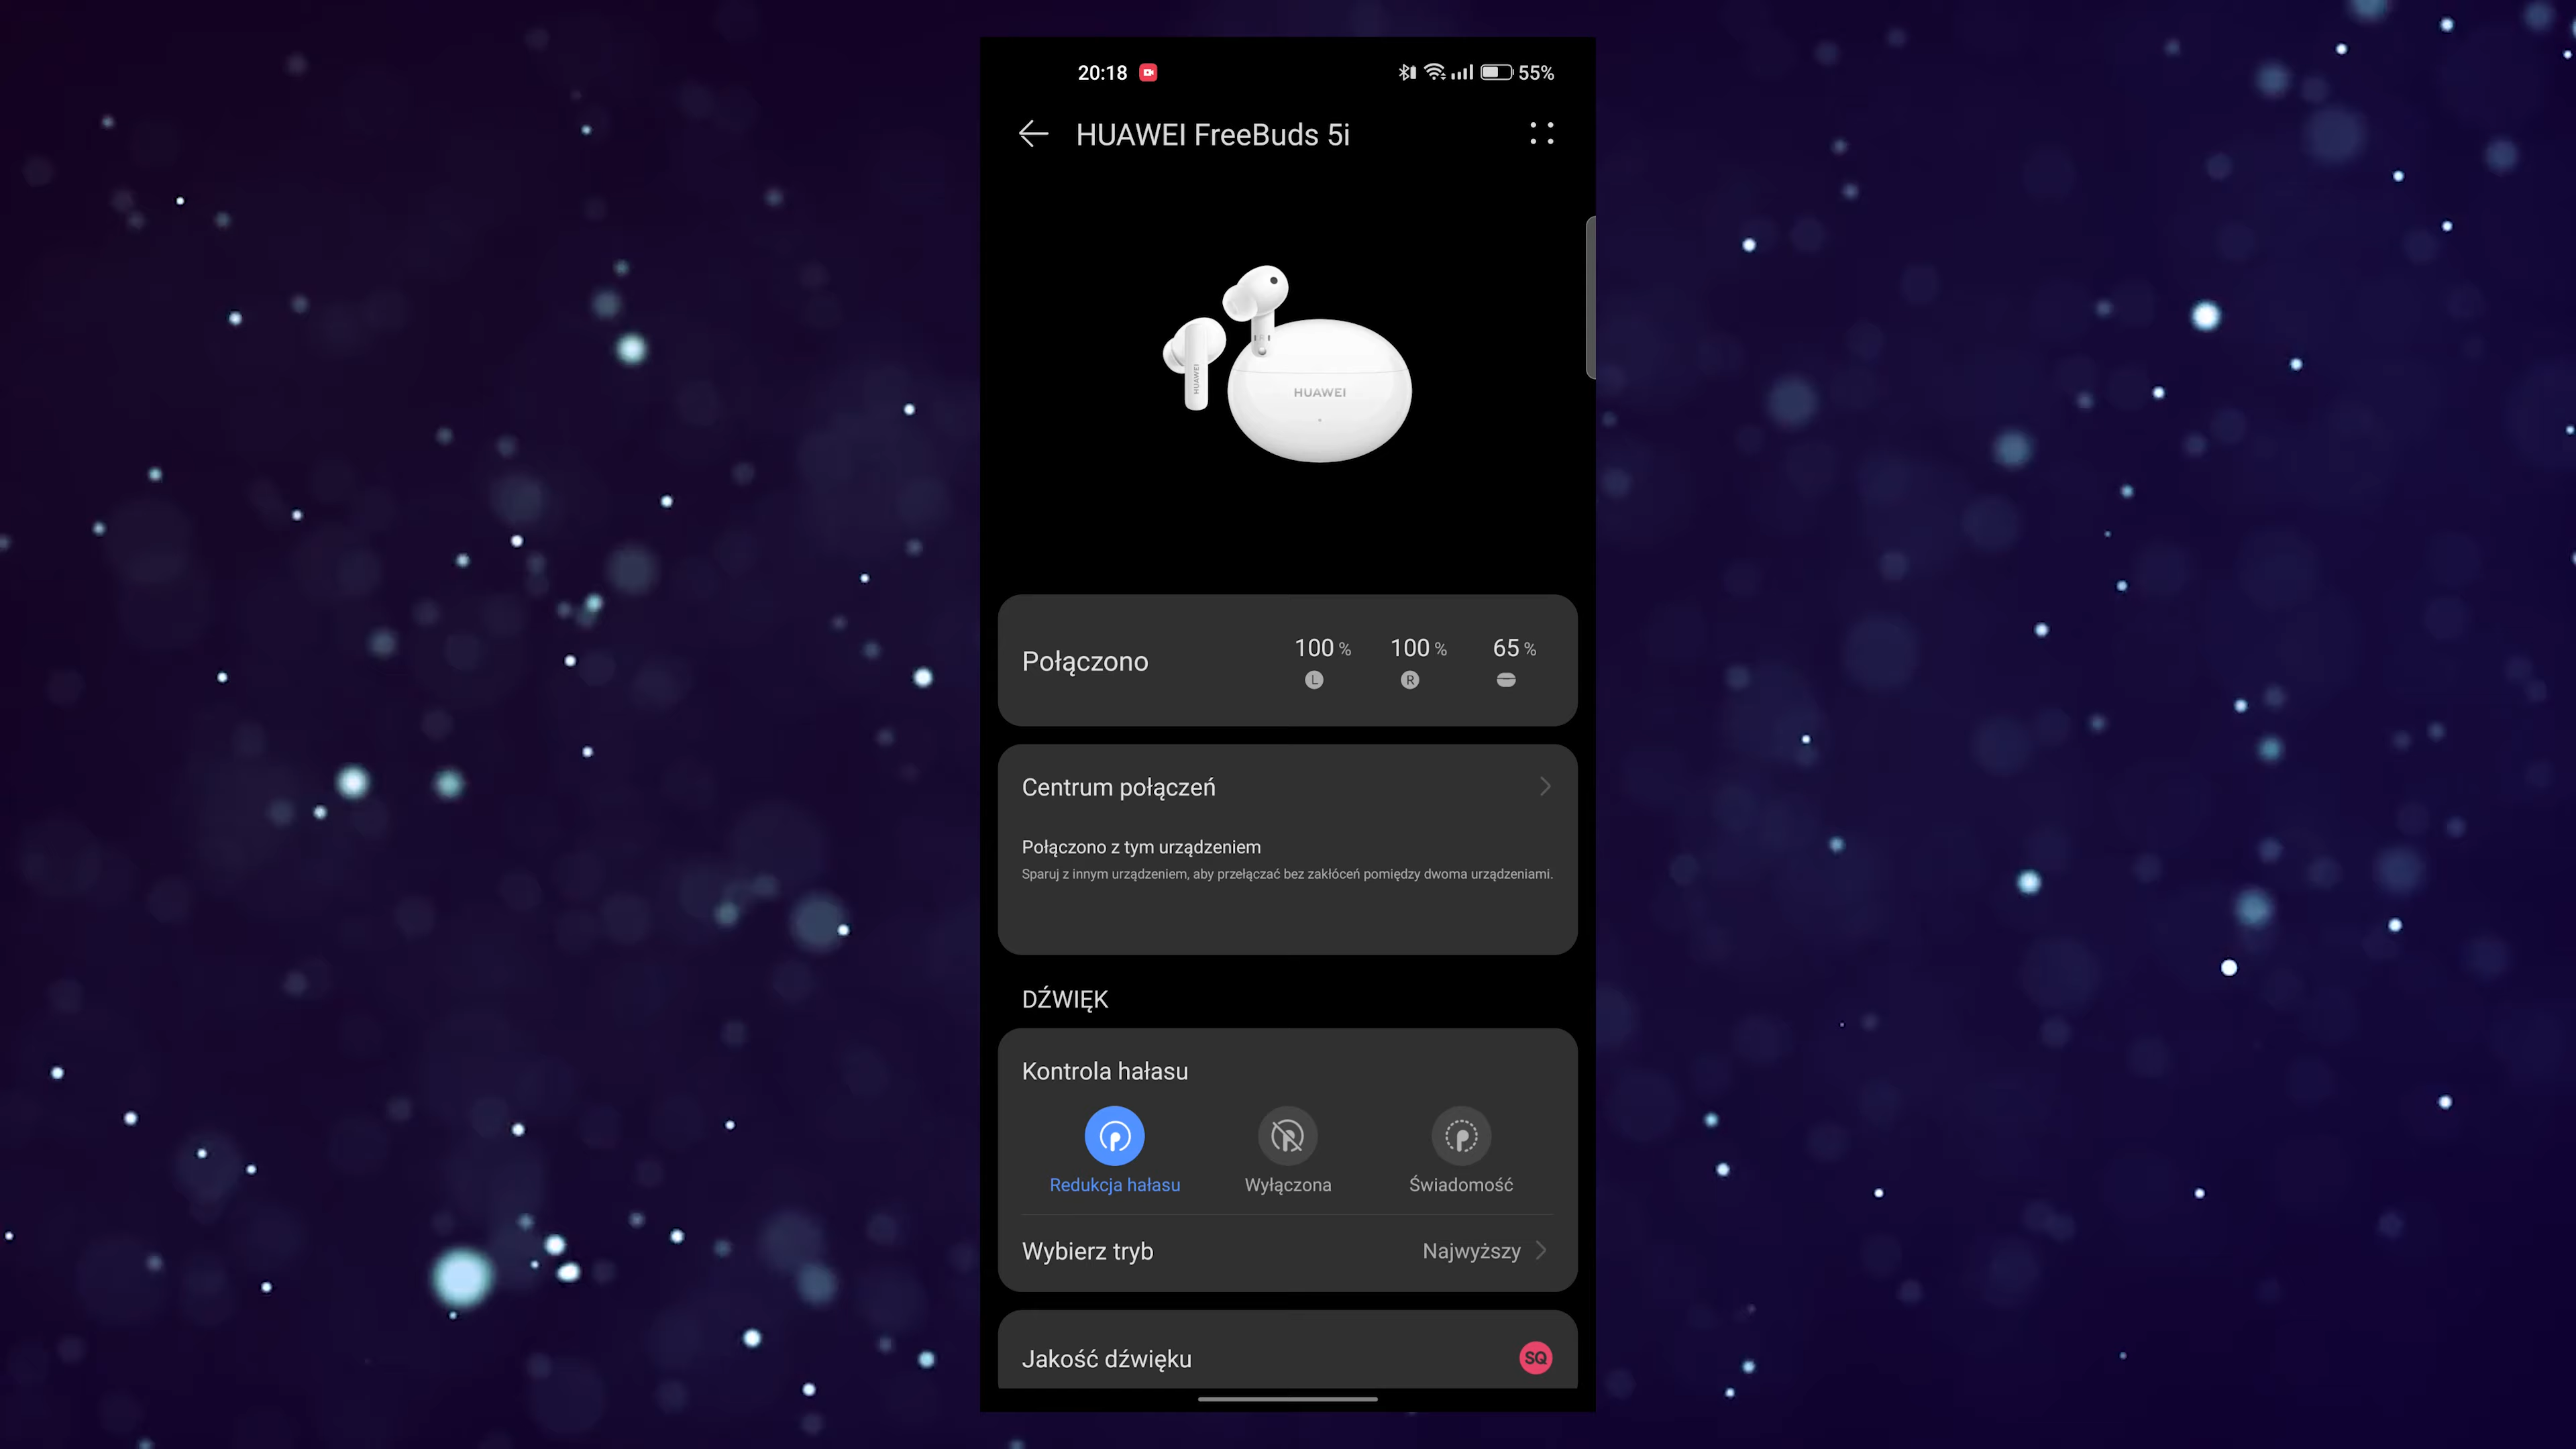 20:18
55%
HUAWEI FreeBuds 5i
HUAWEI
HUAWEI
Połączono
100 %
100 %
65 %
L
R
Centrum połączeń
Połączono z tym urządzeniem
Sparuj z innym urządzeniem, aby przełączać bez zakłóceń pomiędzy dwoma urządzeniami.
DŹWIĘK
Kontrola hałasu
Redukcja hałasu
Wyłączona
Świadomość
Wybierz tryb
Najwyższy
Jakość dźwięku
SQ